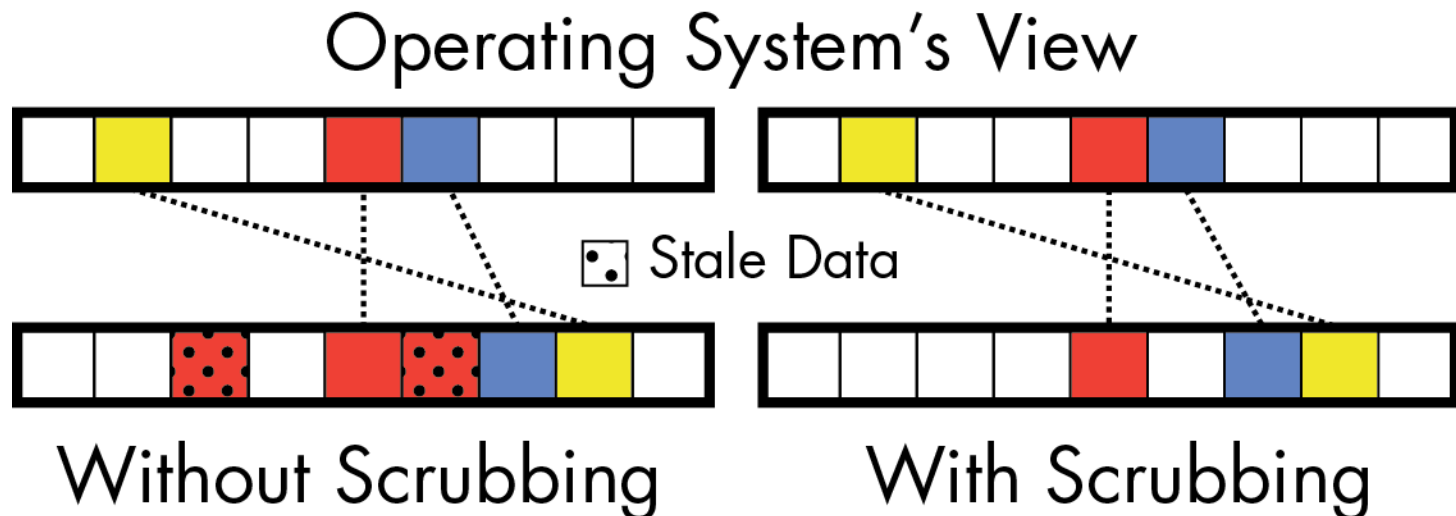 Operating System’s View
Stale Data
Without Scrubbing
With Scrubbing